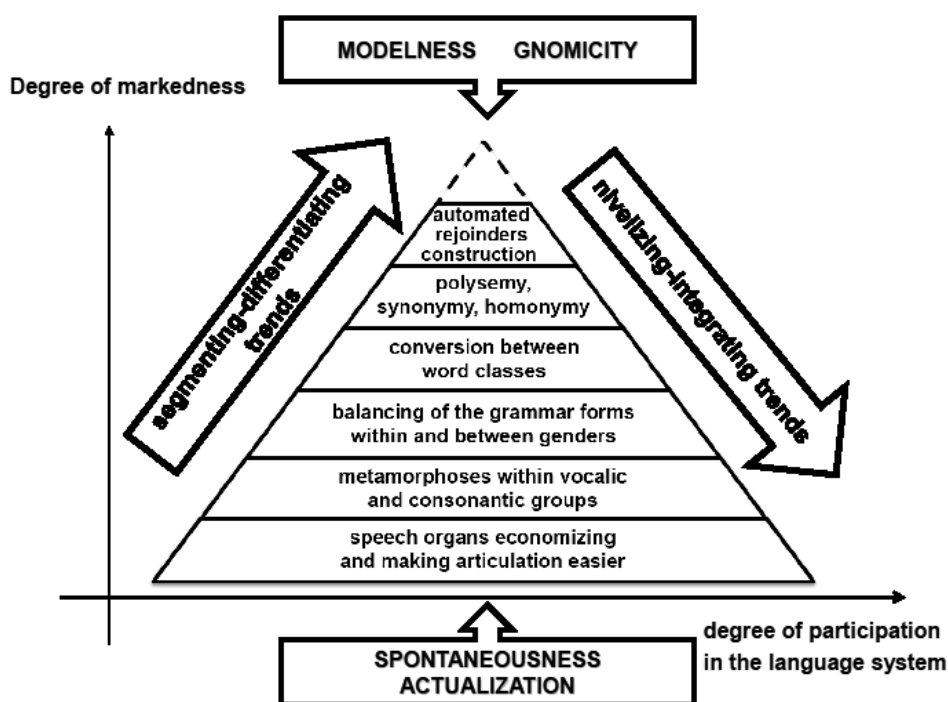 MODELNESS GNOMICITY
Degree of markedness
segmenting-differentiating
trends
nivelizing-integrating trends
automated
rejoinders
construction
polysemy,
synonymy, homonymy
conversion between
word classes
balancing of the grammar forms
within and between genders
metamorphoses within vocalic
and consonantic groups
speech organs economizing
and making articulation easier
degree of participation
in the language system
SPONTANEOUSNESS
ACTUALIZATION